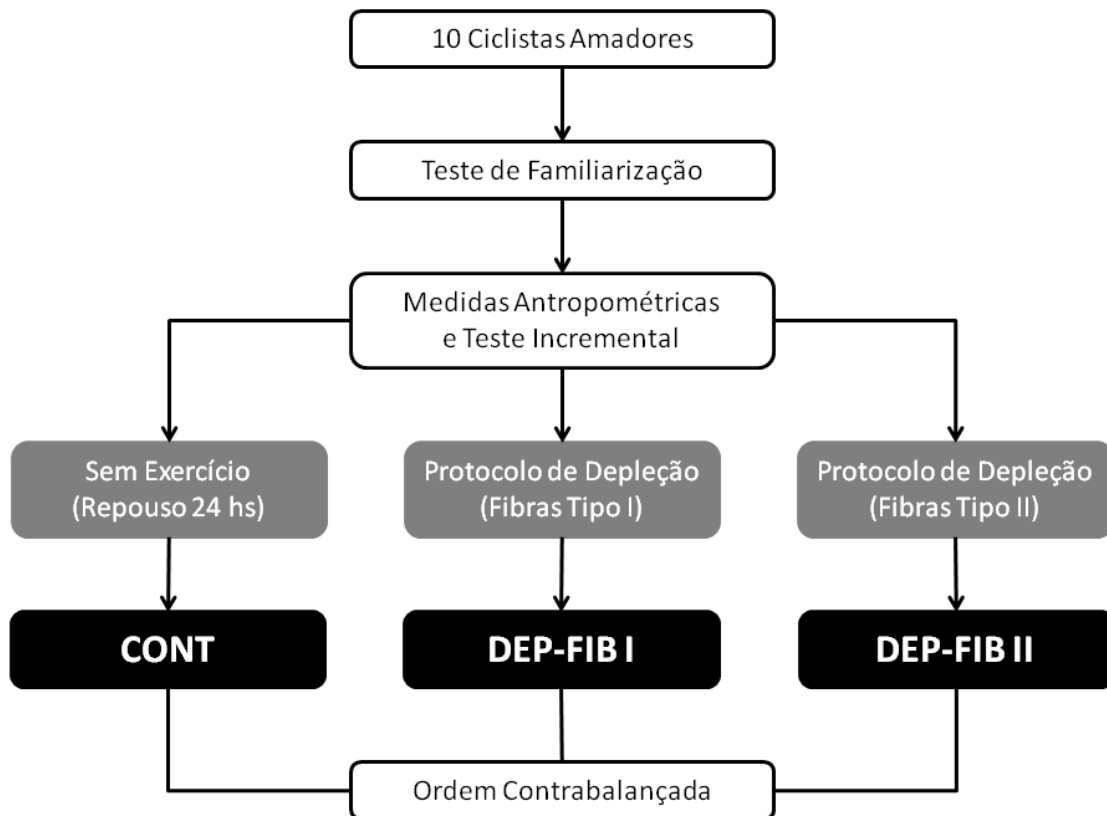 10 Ciclistas Amadores
Teste de Familiarização
Medidas Antropométricas
e Teste Incremental
Sem Exercício
(Repouso 24 hs)
Protocolo de Depleção
(Fibras Tipo I)
Protocolo de Depleção
(Fibras Tipo II)
CONT
DEP-FIB I
DEP-FIB II
Ordem Contrabalançada